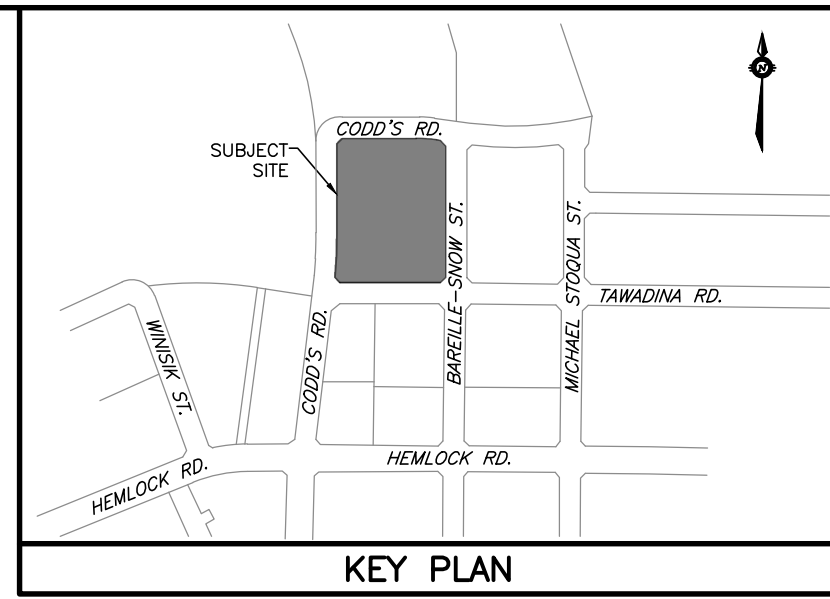 N
CODD'S RD.
SUBJECT
SITE
BAREILLE-SNOW ST.
MICHAEL STOQUA ST.
TAWADINA RD.
CODD'S RD.
WINISIK ST.
HEMLOCK RD.
HEMLOCK RD.
KEY PLAN